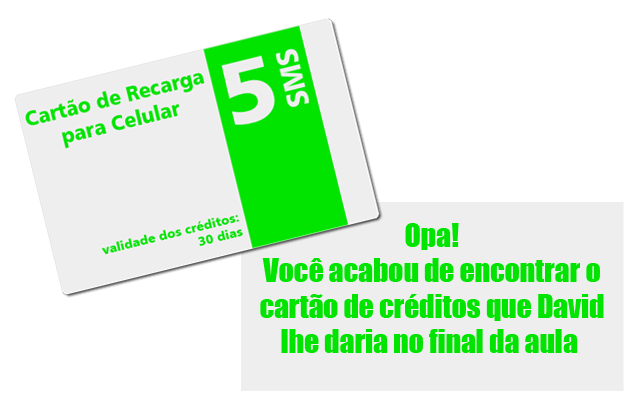 Cartão de Recarga
para Celular
5
SMS
validade dos créditos:
30 dias
Opa!
Você acabou de encontrar o
cartão de créditos que David
lhe daria no final da aula